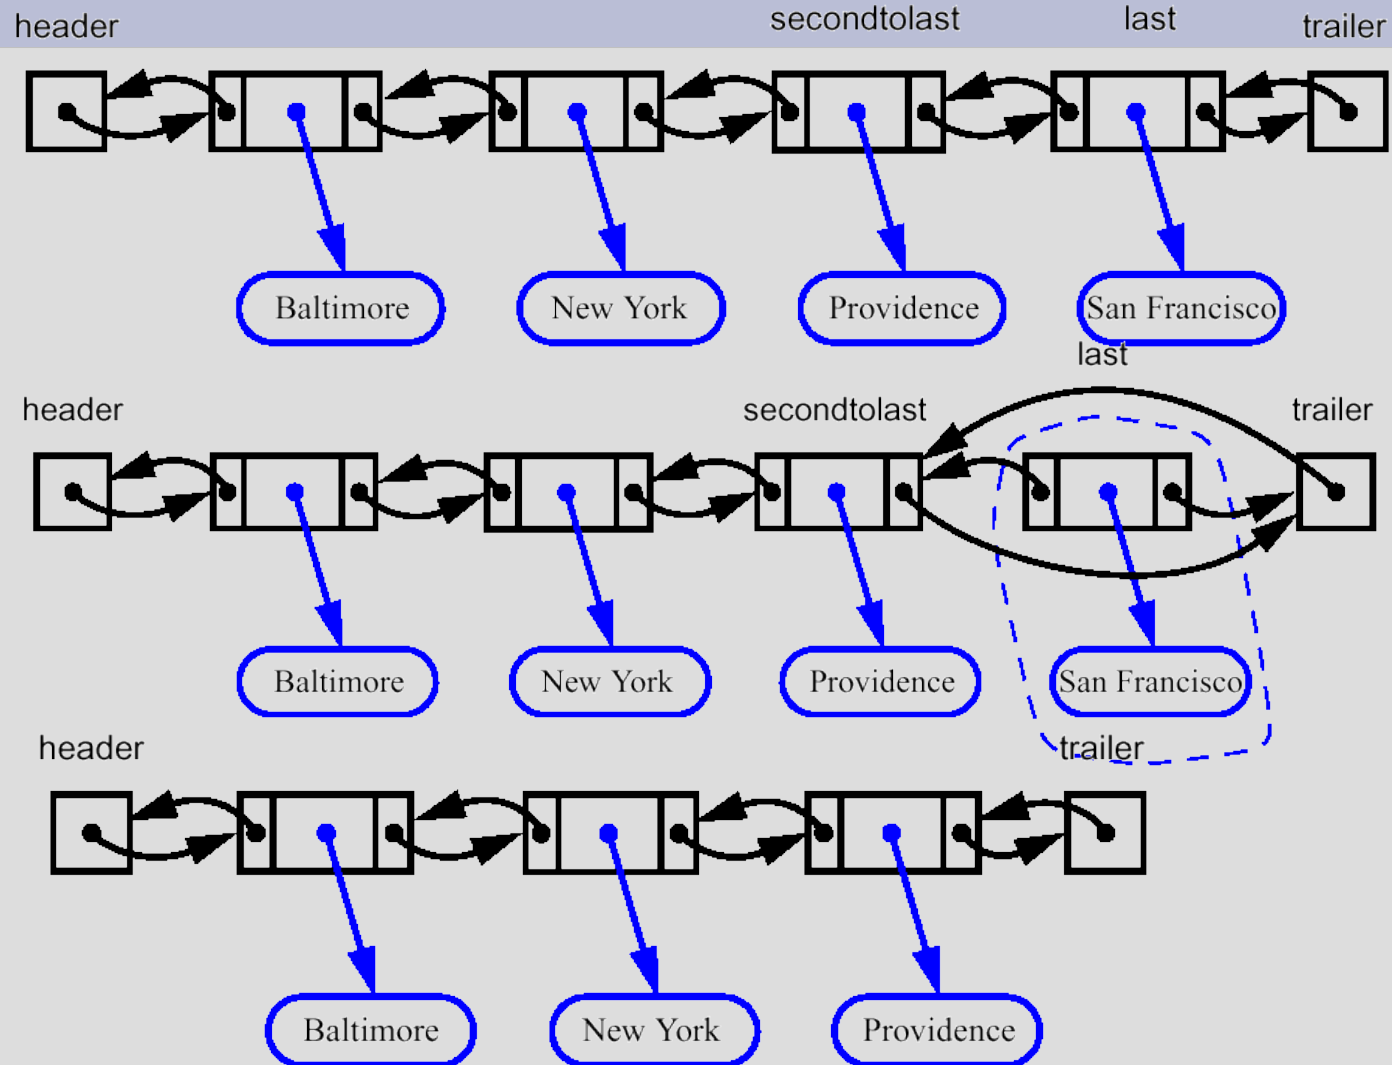 header secondtolast last trailer
Baltimore New York Providence San Francisco
last
header secondtolast trailer
Baltimore New York Providence San Francisco
header trailer
Baltimore New York Providence